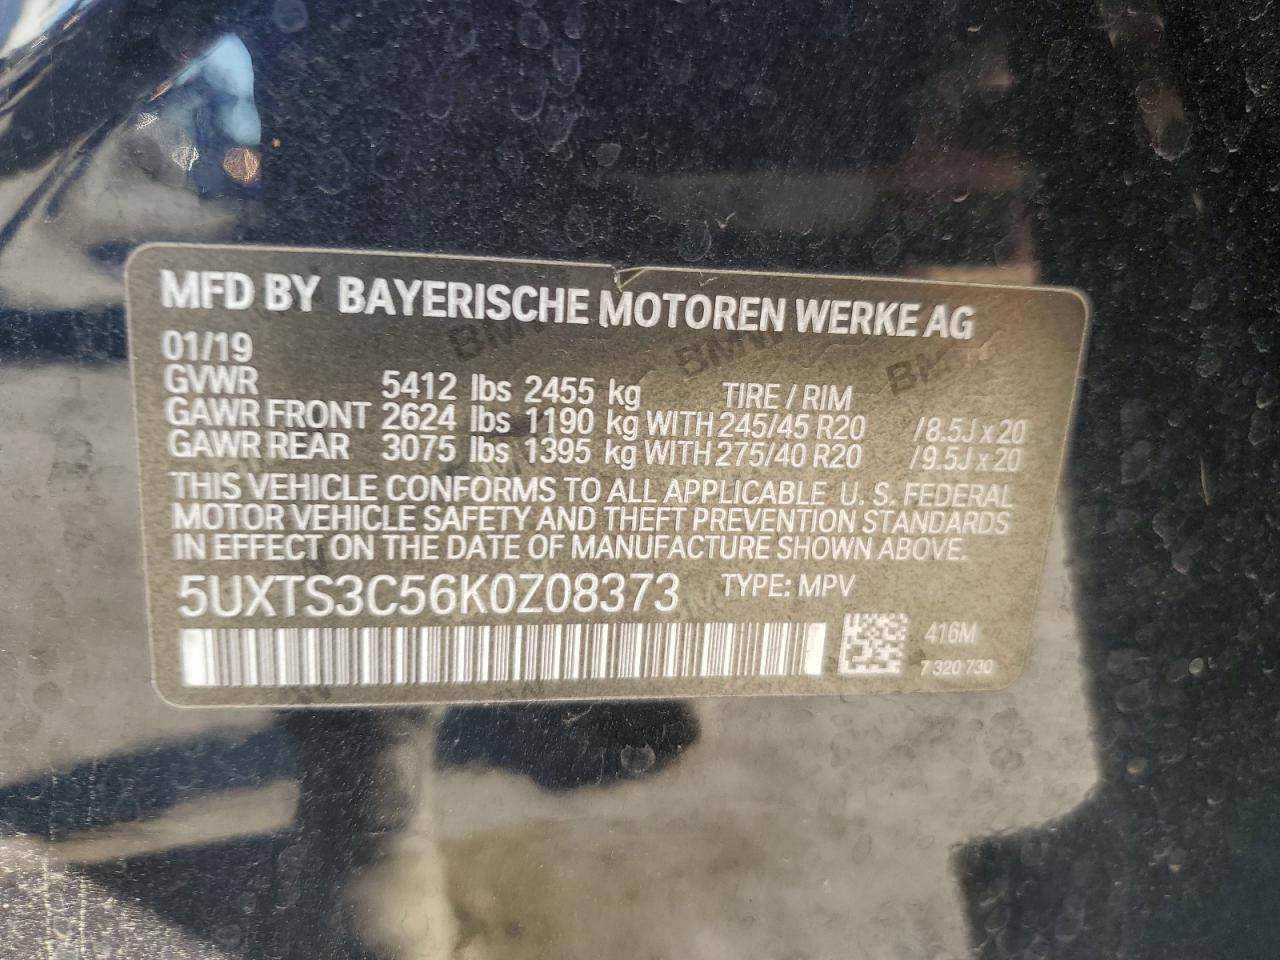 MFD BY BAYERISCHE MOTOREN WERKE AG
01/19
GVWR 5412 lbs 2455 kg TIRE / RIM
GAWR FRONT 2624 lbs 1190 kg WITH 245/45 R20 /8.5J x 20
GAWR REAR 3075 lbs 1395 kg WITH 275/40 R20 /9.5J x 20
THIS VEHICLE CONFORMS TO ALL APPLICABLE U. S. FEDERAL
MOTOR VEHICLE SAFETY AND THEFT PREVENTION STANDARDS
IN EFFECT ON THE DATE OF MANUFACTURE SHOWN ABOVE.
5UXTS3C56K0Z08373 TYPE: MPV
416M
7 320 730